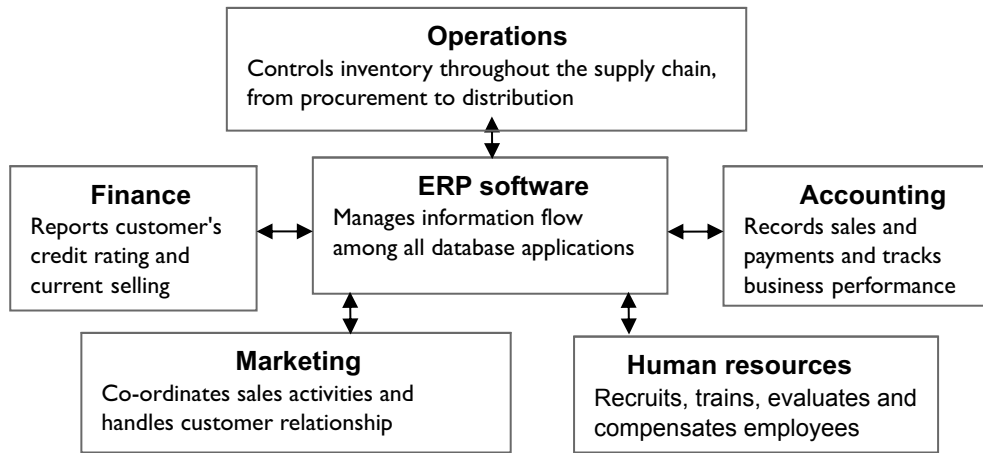 Operations
Controls inventory throughout the supply chain,
from procurement to distribution
Finance
Reports customer's
credit rating and
current selling
ERP software
Manages information flow
among all database applications
Accounting
Records sales and
payments and tracks
business performance
Marketing
Co-ordinates sales activities and
handles customer relationship
Human resources
Recruits, trains, evaluates and
compensates employees